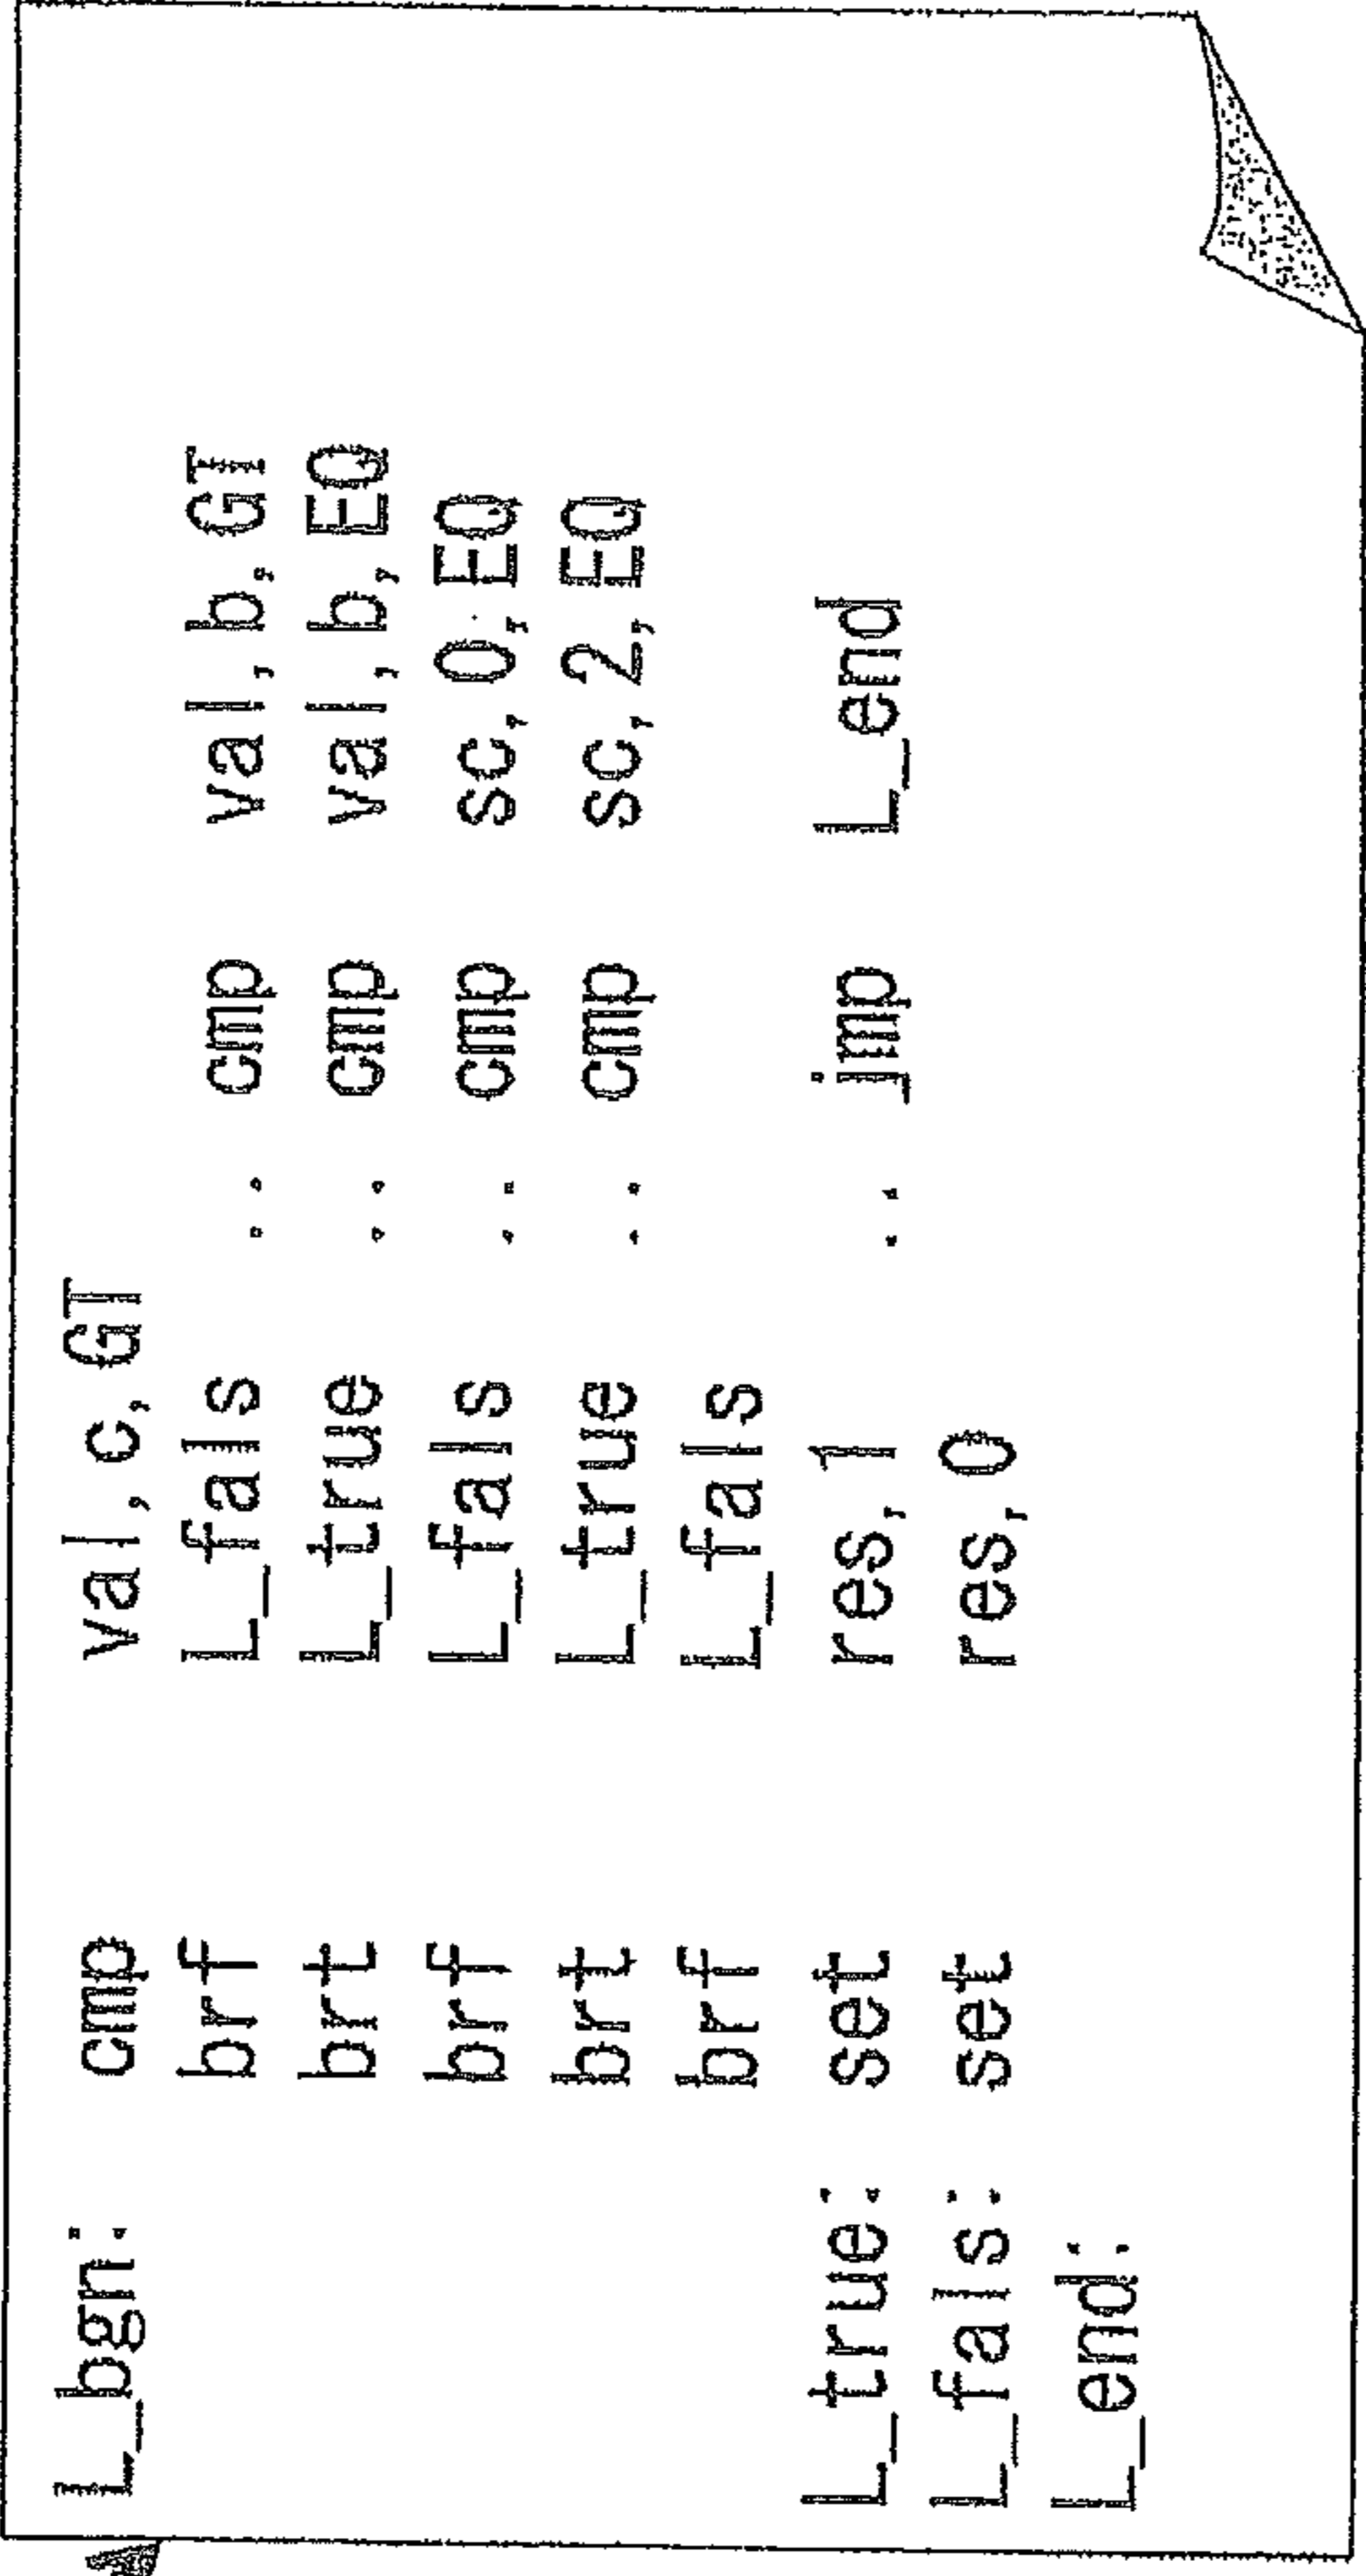 L_bgn: cmp val, c, GT
brf L_fals .. cmp val, b, GT
brt L_true .. cmp val, b, EQ
brf L_fals .. cmp sc, 0, EQ
brt L_true .. cmp sc, 2, EQ
brf L_fals
L_true: set res, 1 .. jmp L_end
L_fals: set res, 0
L_end: